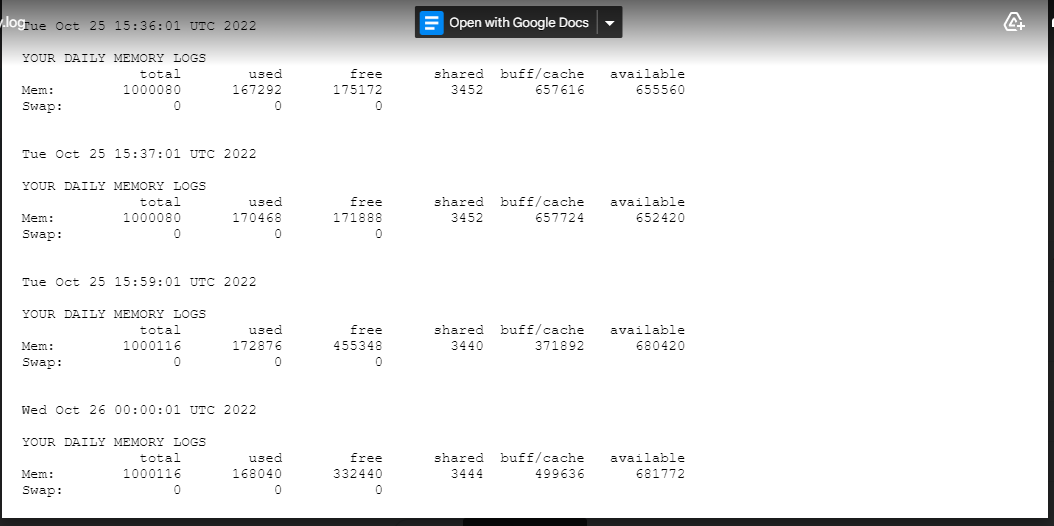 y.log
Open with Google Docs
Tue Oct 25 15:36:01 UTC 2022
YOUR DAILY MEMORY LOGS
total used free shared buff/cache available
Mem: 1000080 167292 175172 3452 657616 655560
Swap: 0 0 0
Tue Oct 25 15:37:01 UTC 2022
YOUR DAILY MEMORY LOGS
total used free shared buff/cache available
Mem: 1000080 170468 171888 3452 657724 652420
Swap: 0 0 0
Tue Oct 25 15:59:01 UTC 2022
YOUR DAILY MEMORY LOGS
total used free shared buff/cache available
Mem: 1000116 172876 455348 3440 371892 680420
Swap: 0 0 0
Wed Oct 26 00:00:01 UTC 2022
YOUR DAILY MEMORY LOGS
total used free shared buff/cache available
Mem: 1000116 168040 332440 3444 499636 681772
Swap: 0 0 0